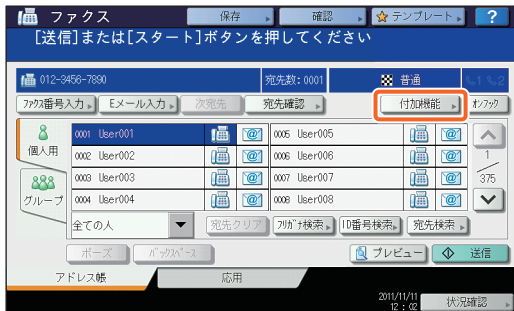 ファクス 保存 確認 テンプレート ?
[送信]または[スタート]ボタンを押してください
012-3456-7890 宛先数:0001 普通 1 2
ファクス番号入力 Eメール入力 次宛先 宛先確認 付加機能 オンフック
個人用
グループ
0001 User001 0005 User005
0002 User002 0006 User006
0003 User003 0007 User007
0004 User004 0008 User008
1
375
全ての人 宛先クリア フリガナ検索 ID番号検索 宛先検索
ポーズ バックスペース プレビュー 送信
アドレス帳 応用
2011/11/11
12:02 状況確認